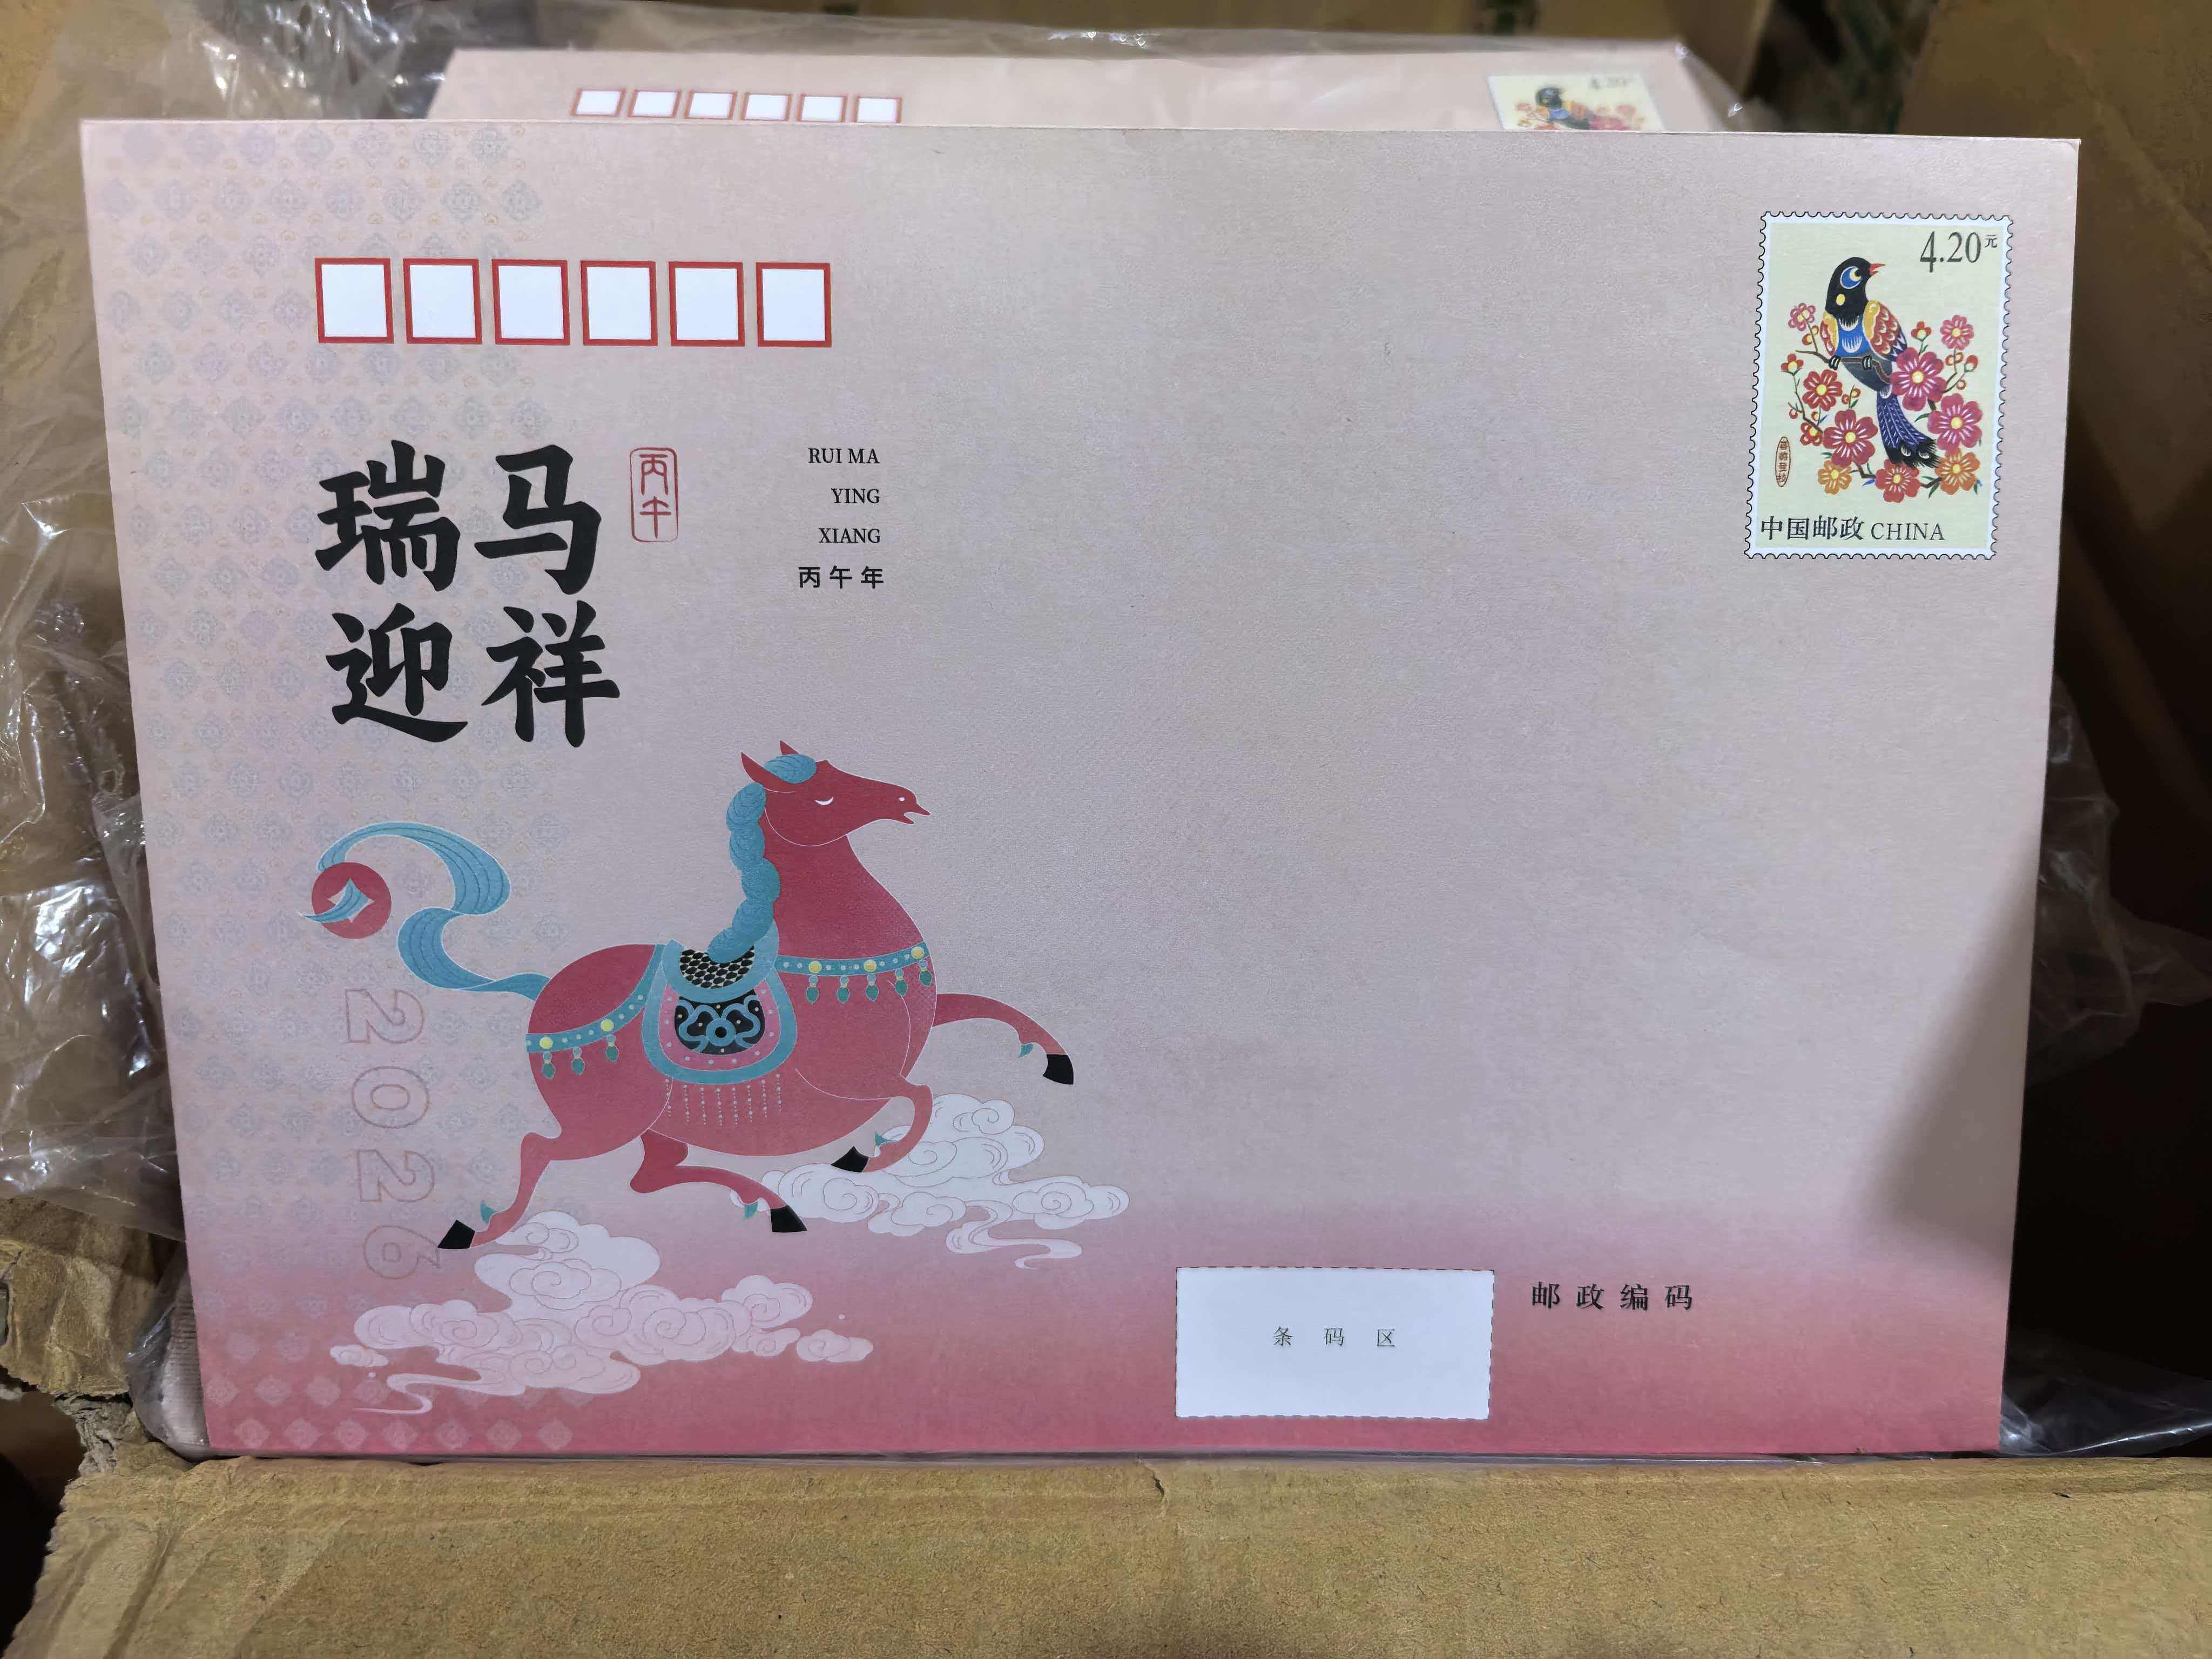 4.20元
中国邮政 CHINA
瑞马
迎祥
丙午
RUI MA
YING
XIANG
丙午年
2026
条码区
邮政编码